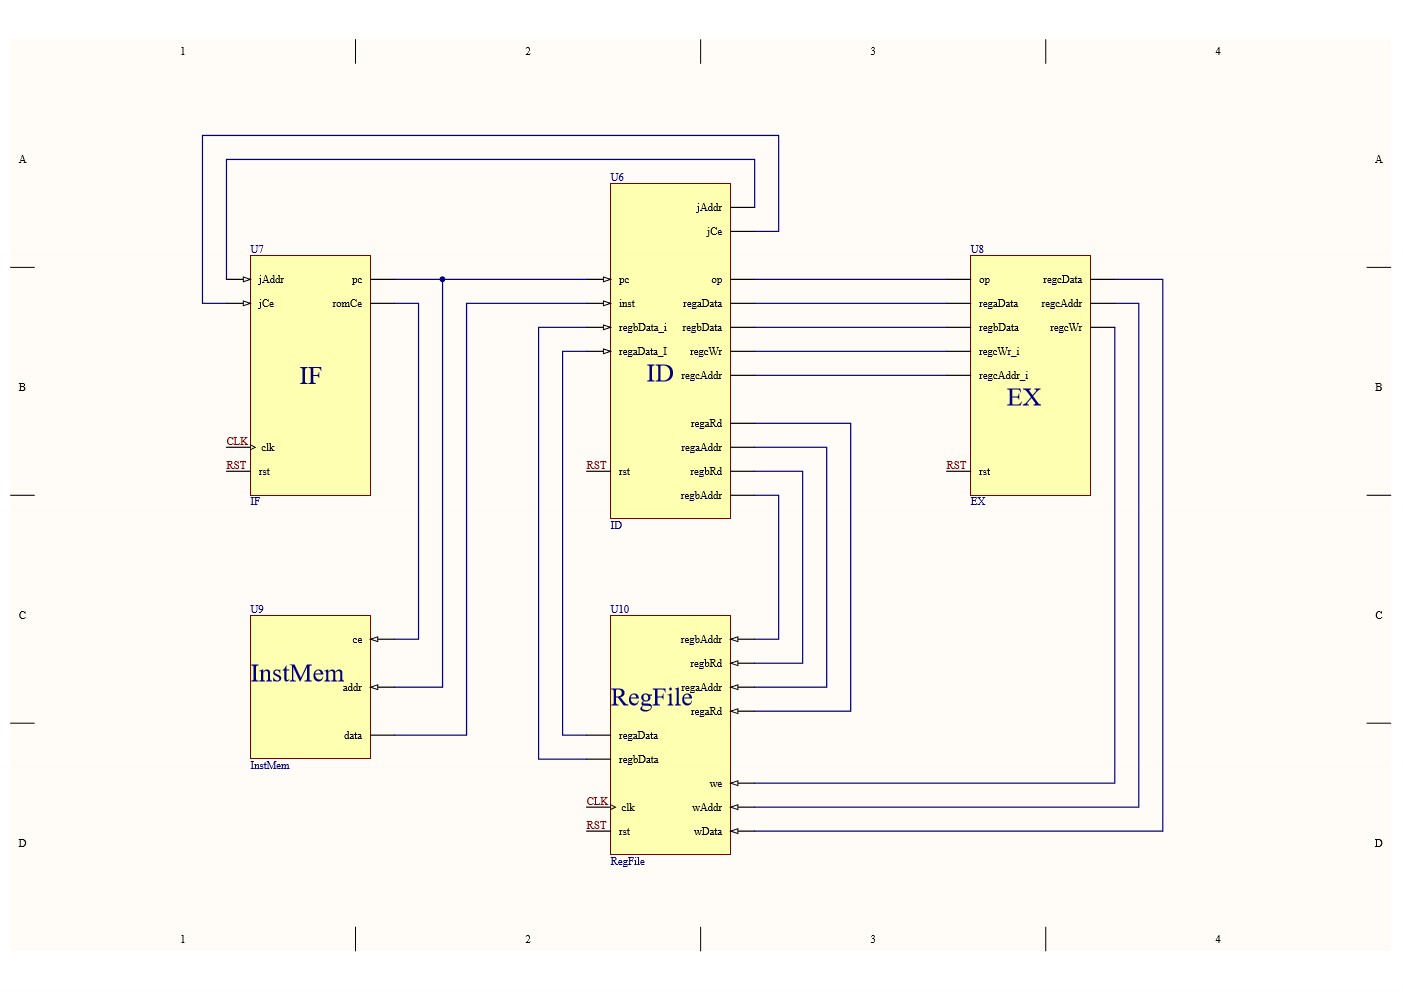 1 2 3 4
A A
U6
jAddr
jCe
U7 U8
jAddr pc pc op op regcData
jCe romCe inst regaData regaData regcAddr
regbData_i regbData regbData regcWr
regaData_I regcWr regcWr_i
IF ID regcAddr regcAddr_i
B B
EX
regaRd
CLK clk regaAddr
RST rst RST rst regbRd RST rst
regbAddr
IF EX
ID
U9 U10
C C
ce regbAddr
regbRd
InstMem
addr regaAddr
RegFile
regaRd
data regaData
regbData
InstMem
we
CLK clk wAddr
RST rst wData
D D
RegFile
1 2 3 4